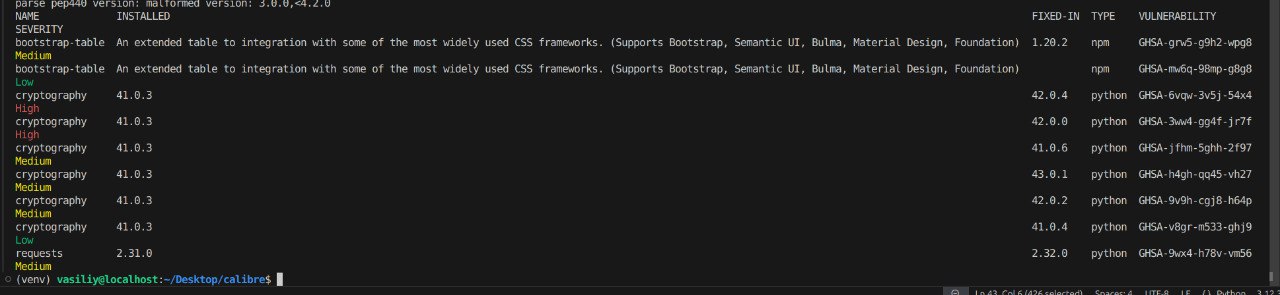 parse pep440 version: malformed version: 3.0.0,<4.2.0
NAME INSTALLED FIXED-IN TYPE VULNERABILITY
SEVERITY
bootstrap-table An extended table to integration with some of the most widely used CSS frameworks. (Supports Bootstrap, Semantic UI, Bulma, Material Design, Foundation) 1.20.2 npm GHSA-grw5-g9h2-wpg8
Medium
bootstrap-table An extended table to integration with some of the most widely used CSS frameworks. (Supports Bootstrap, Semantic UI, Bulma, Material Design, Foundation) npm GHSA-mw6q-98mp-g8g8
Low
cryptography 41.0.3 42.0.4 python GHSA-6vqw-3v5j-54x4
High
cryptography 41.0.3 42.0.0 python GHSA-3ww4-gg4f-jr7f
High
cryptography 41.0.3 41.0.6 python GHSA-jfhm-5ghh-2f97
Medium
cryptography 41.0.3 43.0.1 python GHSA-h4gh-qq45-vh27
Medium
cryptography 41.0.3 42.0.2 python GHSA-9v9h-cgj8-h64p
Medium
cryptography 41.0.3 41.0.4 python GHSA-v8gr-m533-ghj9
Low
requests 2.31.0 2.32.0 python GHSA-9wx4-h78v-vm56
Medium
(venv) vasiliy@localhost:~/Desktop/calibre$
Ln 43, Col 6 (426 selected) Spaces: 4 UTF-8 LF {} Python